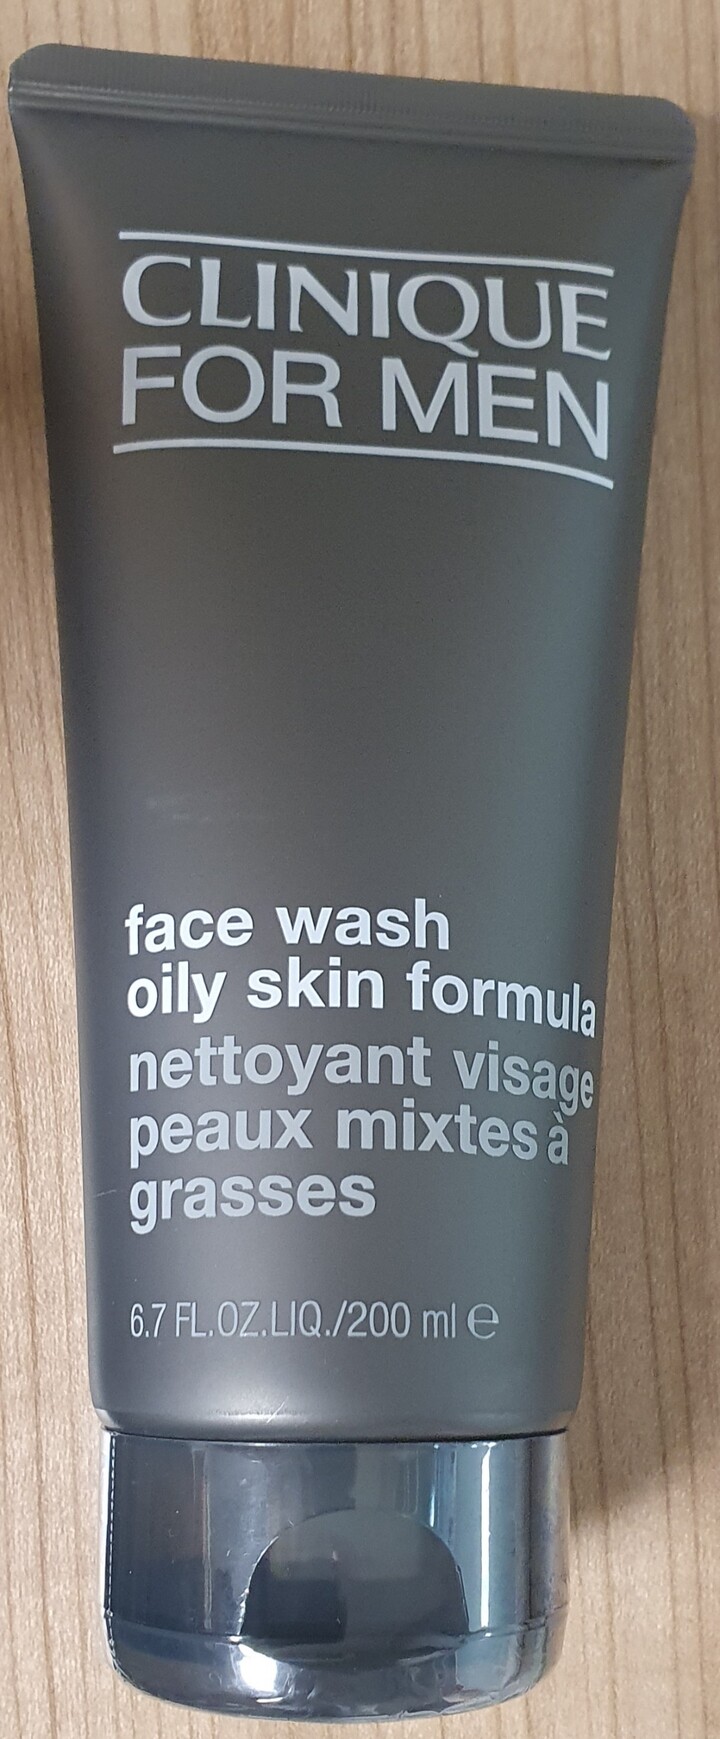 CLINIQUE
FOR MEN
face wash
oily skin formula
nettoyant visage
peaux mixtes à
grasses
6.7 FL.OZ.LIQ./200 ml ℮